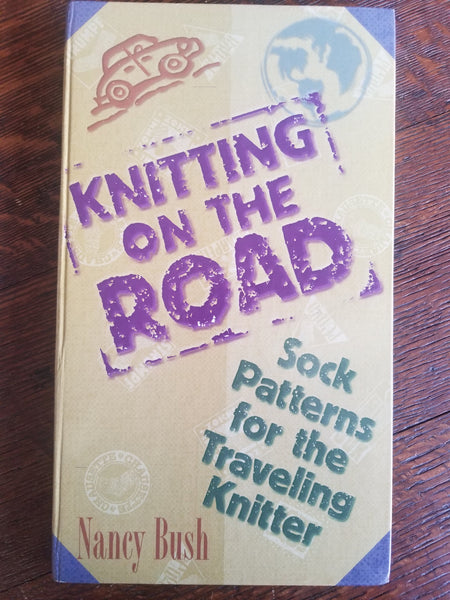 KNITTING
ON THE
ROAD
Sock
Patterns
for the
Traveling
Knitter
Nancy Bush